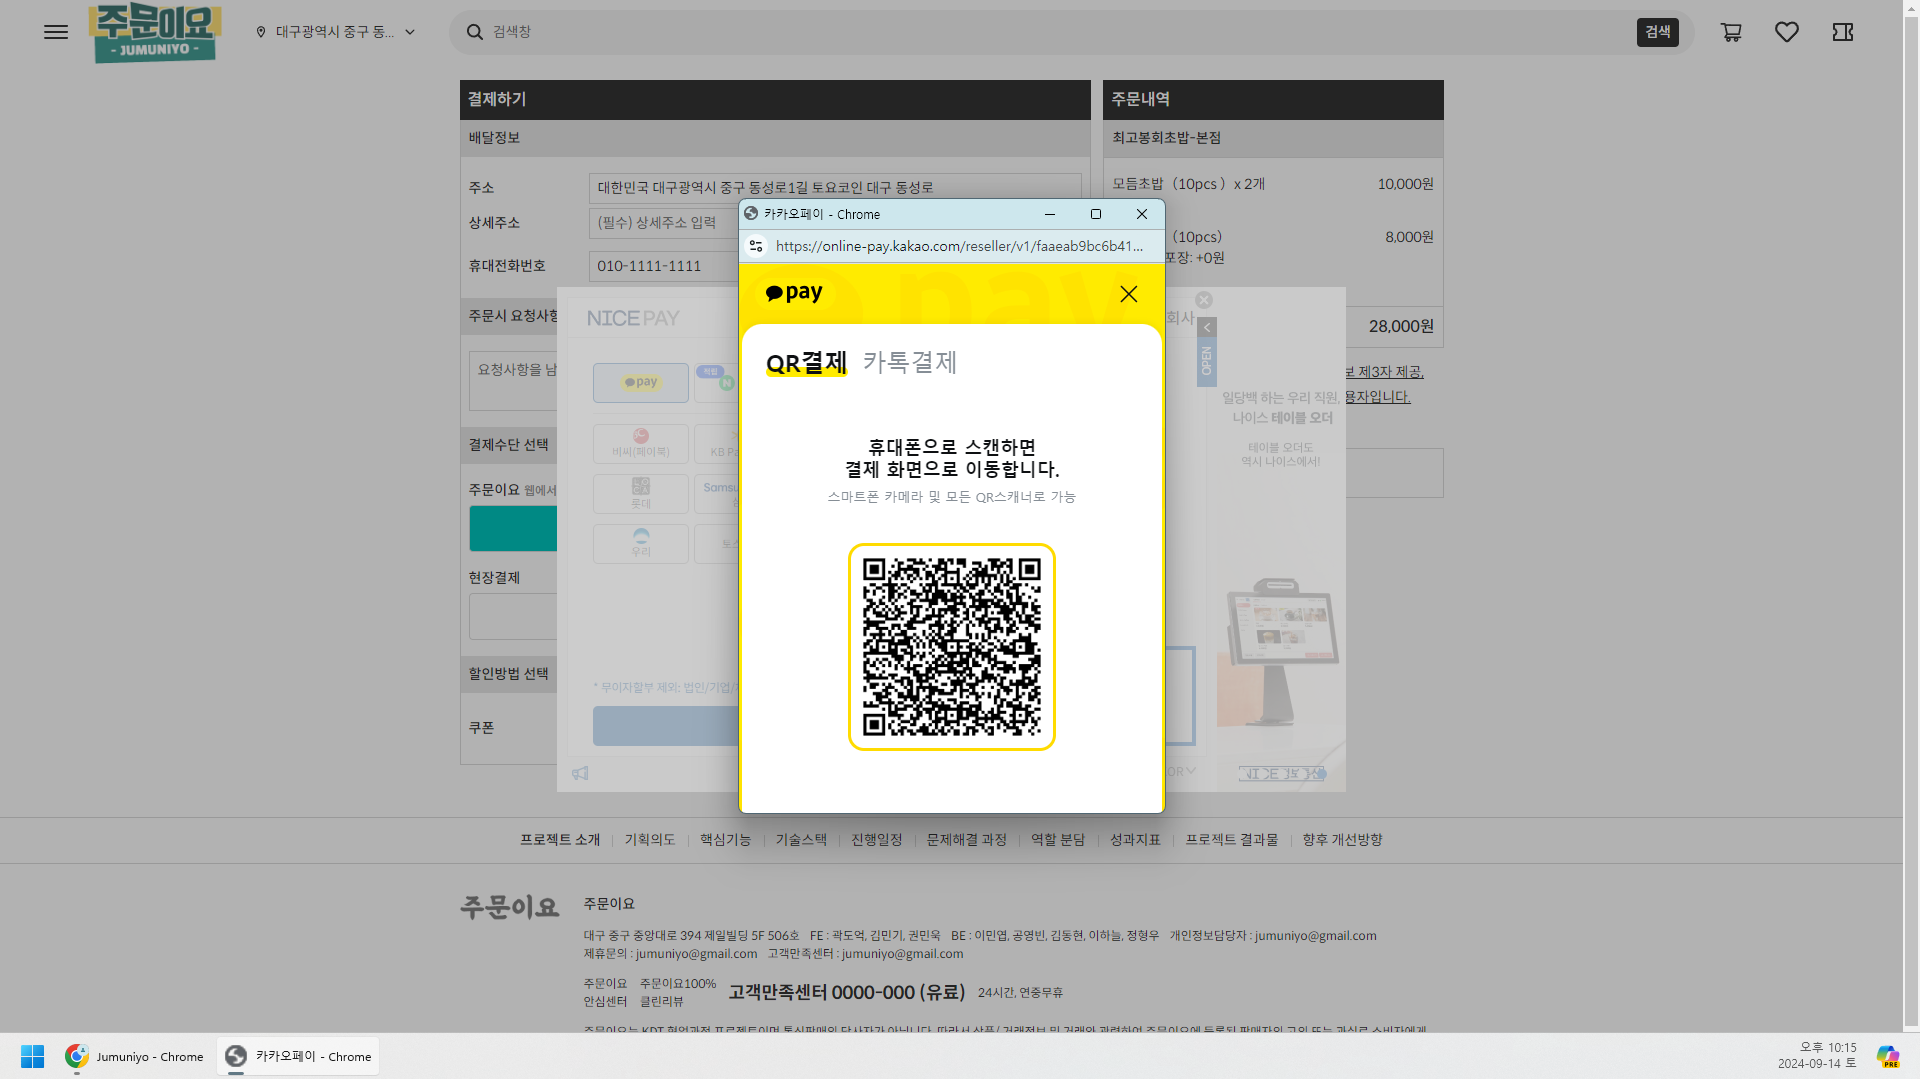 주문이요
- JUMUNIYO -
대구광역시 중구 동...
검색창
검색
결제하기
배달정보
주소
대한민국 대구광역시 중구 동성로1길 토요코인 대구 동성로
상세주소
(필수) 상세주소 입력
휴대전화번호
010-1111-1111
주문시 요청사항
요청사항을 남
결제수단 선택
주문이요 웹에서
현장결제
할인방법 선택
쿠폰
주문내역
최고봉회초밥-본점
모듬초밥 (10pcs ) x 2개
10,000원
(10pcs)
8,000원
포장: +0원
28,000원
보 제3자 제공,
용자입니다.
NICE PAY
회사
pay
비씨(페이북)
KB Pa
롯데
Samsu
우리
토스
* 무이자할부 제외: 법인/기업/
OPEN
일당백 하는 우리 직원,
나이스 테이블 오더
테이블 오더도
역시 나이스에서!
카카오페이 - Chrome
https://online-pay.kakao.com/reseller/v1/faaeab9bc6b41...
pay
QR결제
카톡결제
휴대폰으로 스캔하면
결제 화면으로 이동합니다.
스마트폰 카메라 및 모든 QR스캐너로 가능
프로젝트 소개
기획의도
핵심기능
기술스택
진행일정
문제해결 과정
역할 분담
성과지표
프로젝트 결과물
향후 개선방향
주문이요
주문이요
대구 중구 중앙대로 394 제일빌딩 5F 506호 FE : 곽도억, 김민기, 권민욱 BE : 이민엽, 공영빈, 김동현, 이하늘, 정형우 개인정보담당자 : jumuniyo@gmail.com
제휴문의 : jumuniyo@gmail.com 고객만족센터 : jumuniyo@gmail.com
주문이요 주문이요100%
안심센터 클린리뷰
고객만족센터 0000-000 (유료)
24시간, 연중무휴
Jumuniyo - Chrome
카카오페이 - Chrome
오후 10:15
2024-09-14 토
PRE